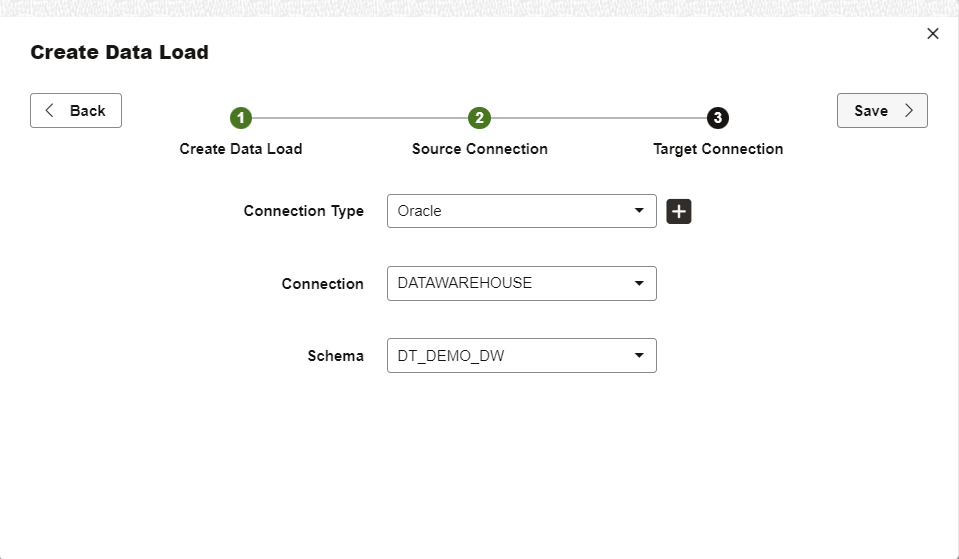 Create Data Load
Back
1
2
3
Save
Create Data Load
Source Connection
Target Connection
Connection Type
Oracle
Connection
DATAWAREHOUSE
Schema
DT_DEMO_DW